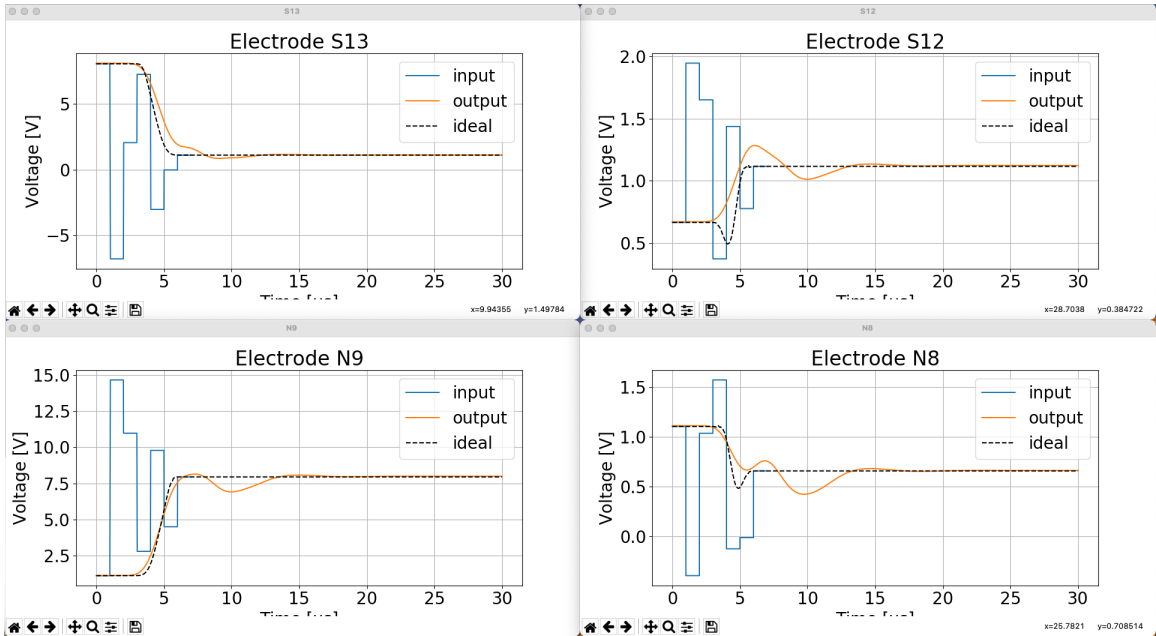 S13
Electrode S13
Voltage [V]
5
0
−5
0 5 10 15 20 25 30
input
output
ideal
x=9.94355 y=1.49784
S12
Electrode S12
Voltage [V]
2.0
1.5
1.0
0.5
0 5 10 15 20 25 30
input
output
ideal
x=28.7038 y=0.384722
N9
Electrode N9
Voltage [V]
15.0
12.5
10.0
7.5
5.0
2.5
0 5 10 15 20 25 30
input
output
ideal
N8
Electrode N8
Voltage [V]
1.5
1.0
0.5
0.0
0 5 10 15 20 25 30
input
output
ideal
x=25.7821 y=0.708514